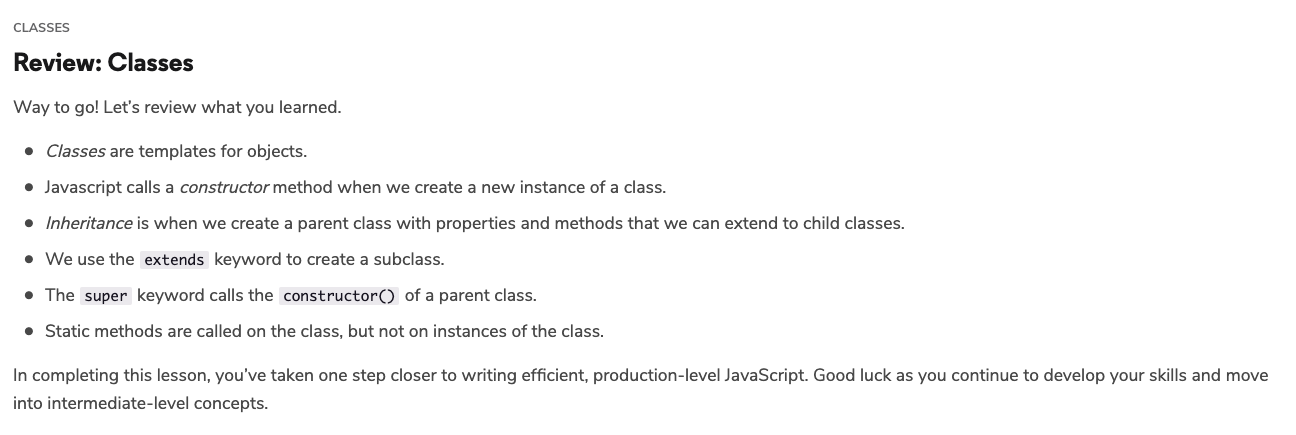 CLASSES
Review: Classes
Way to go! Let’s review what you learned.
● Classes are templates for objects.
● Javascript calls a constructor method when we create a new instance of a class.
● Inheritance is when we create a parent class with properties and methods that we can extend to child classes.
● We use the extends keyword to create a subclass.
● The super keyword calls the constructor() of a parent class.
● Static methods are called on the class, but not on instances of the class.
In completing this lesson, you’ve taken one step closer to writing efficient, production-level JavaScript. Good luck as you continue to develop your skills and move
into intermediate-level concepts.